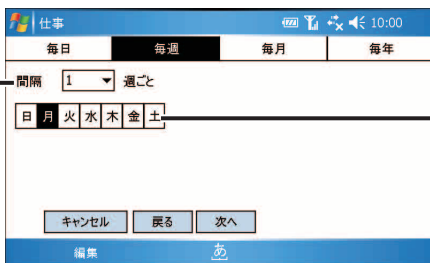 仕事 10:00
毎日 毎週 毎月 毎年
間隔 1 週ごと
日 月 火 水 木 金 土
キャンセル 戻る 次へ
編集 あ